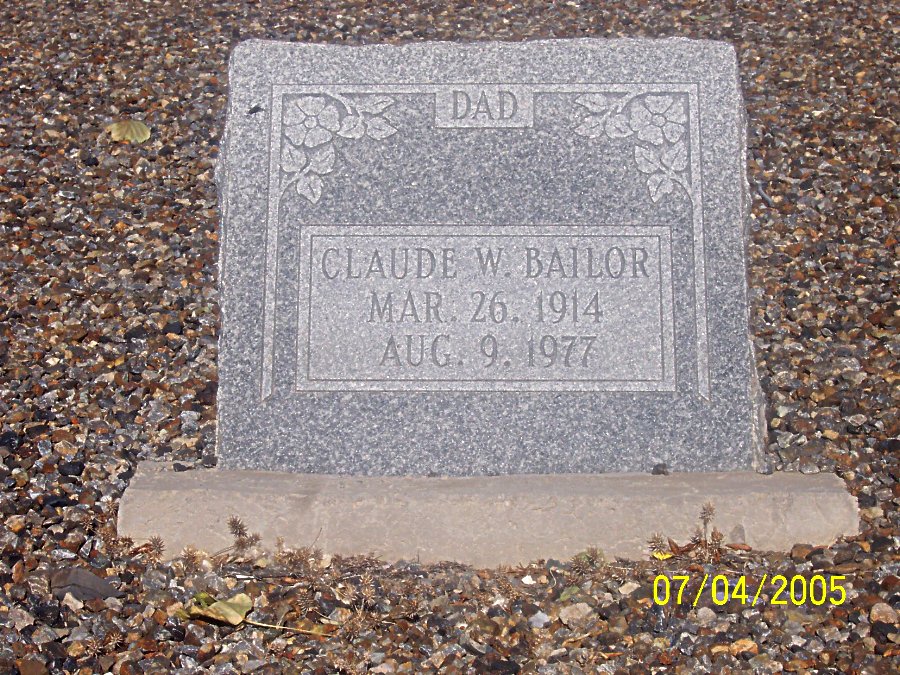 DAD
CLAUDE W. BAILOR
MAR. 26. 1914
AUG. 9. 1977
07/04/2005